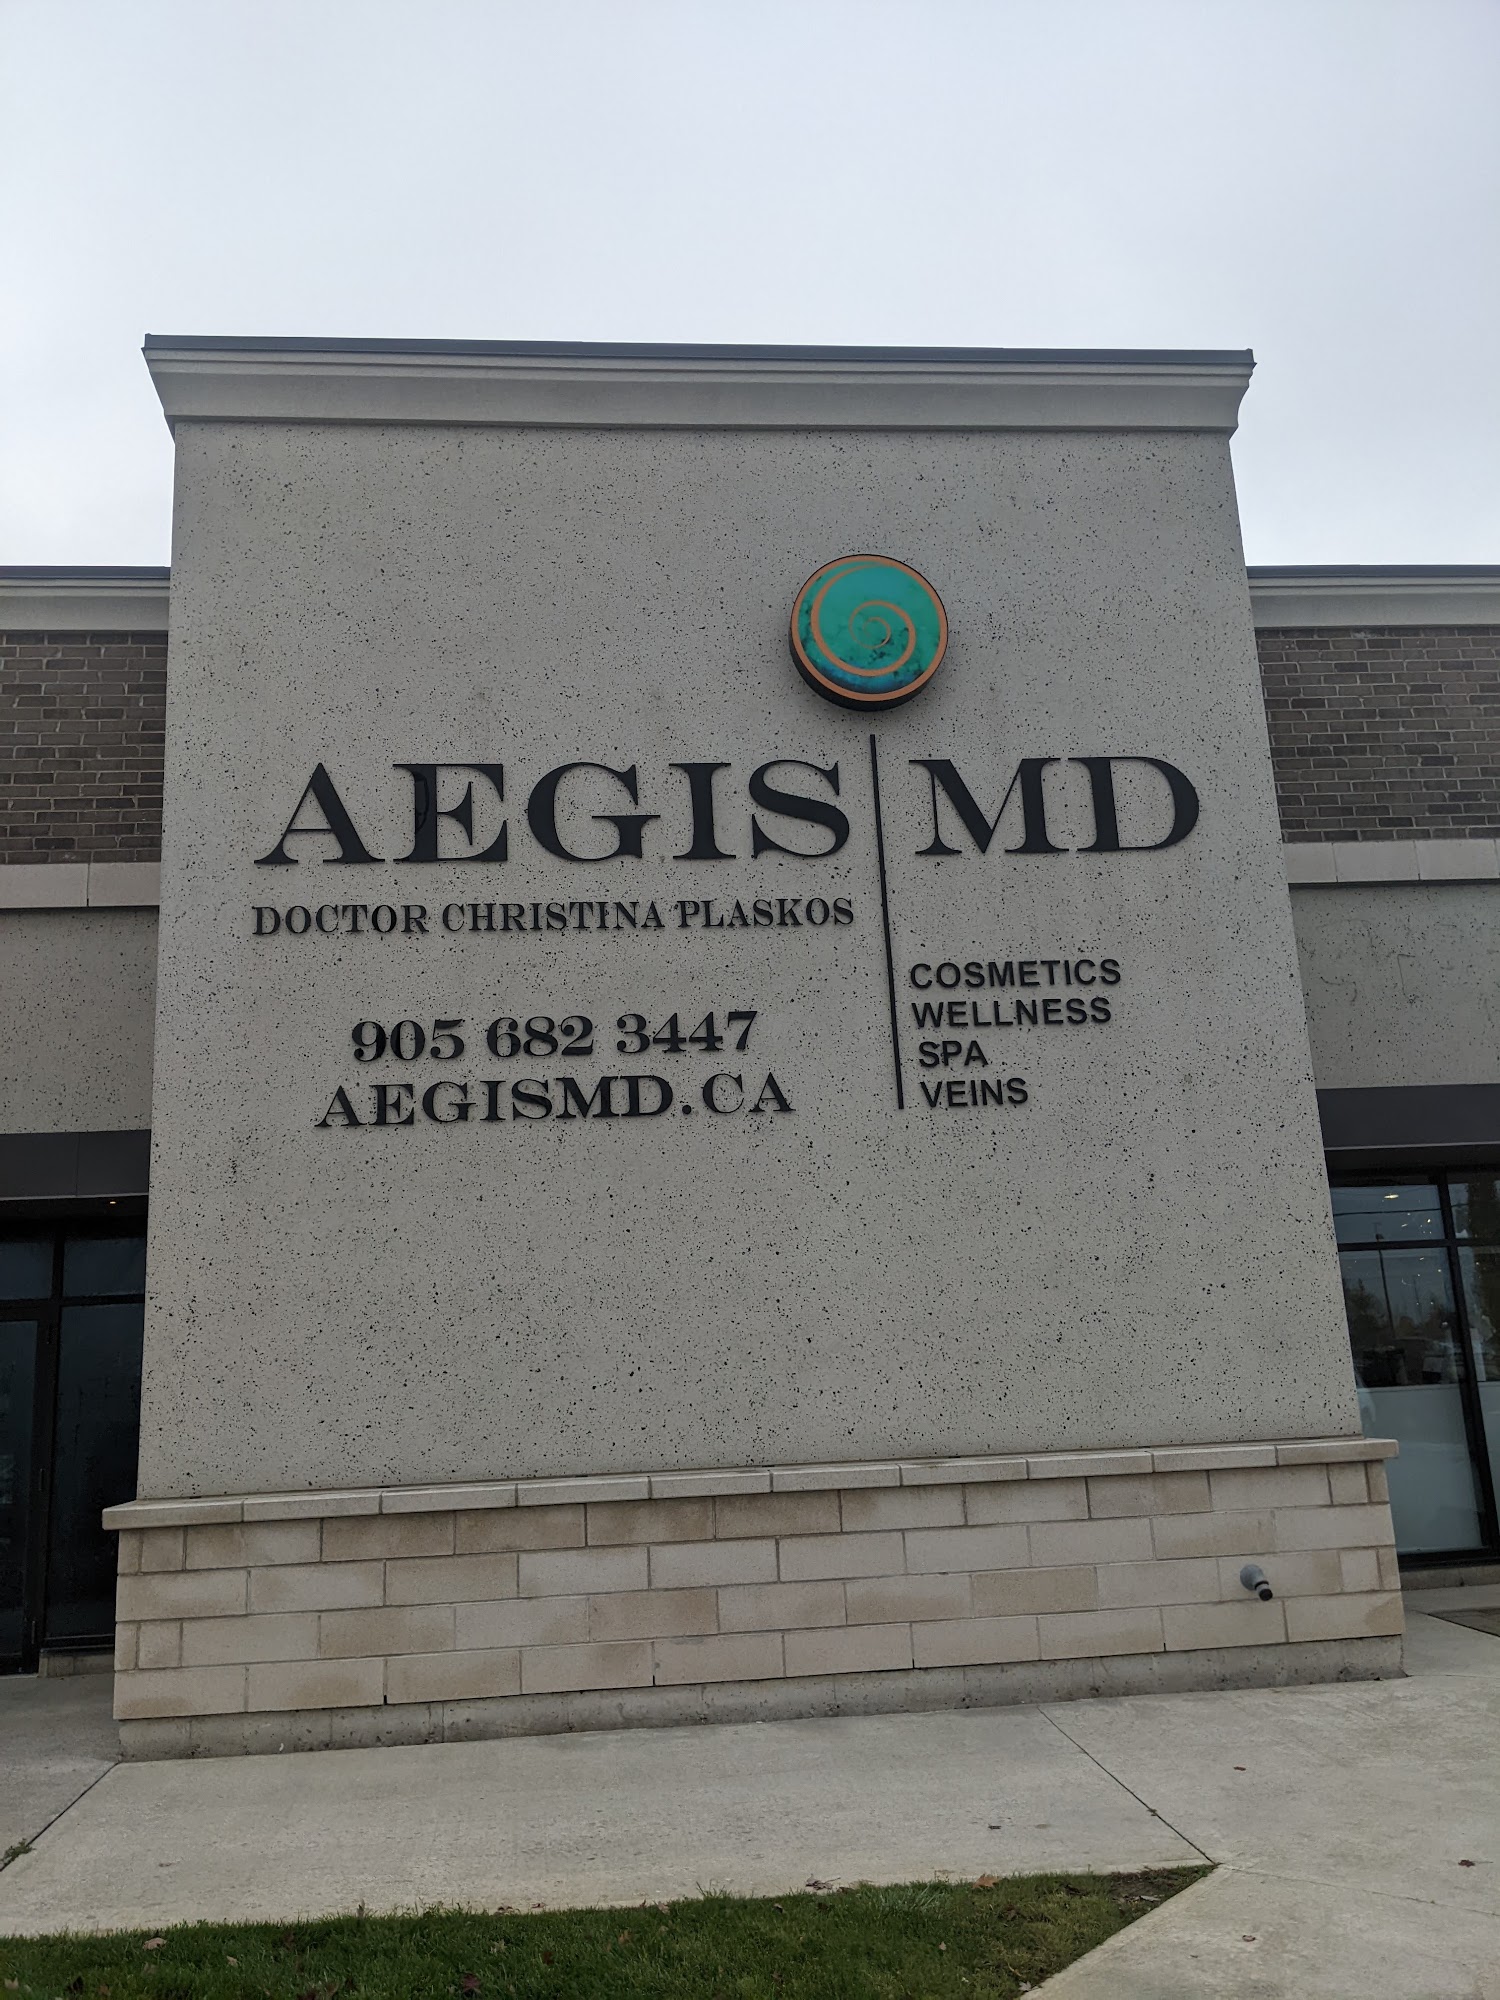 AEGIS MD
DOCTOR CHRISTINA PLASKOS
905 682 3447
AEGISMD.CA
COSMETICS
WELLNESS
SPA
VEINS